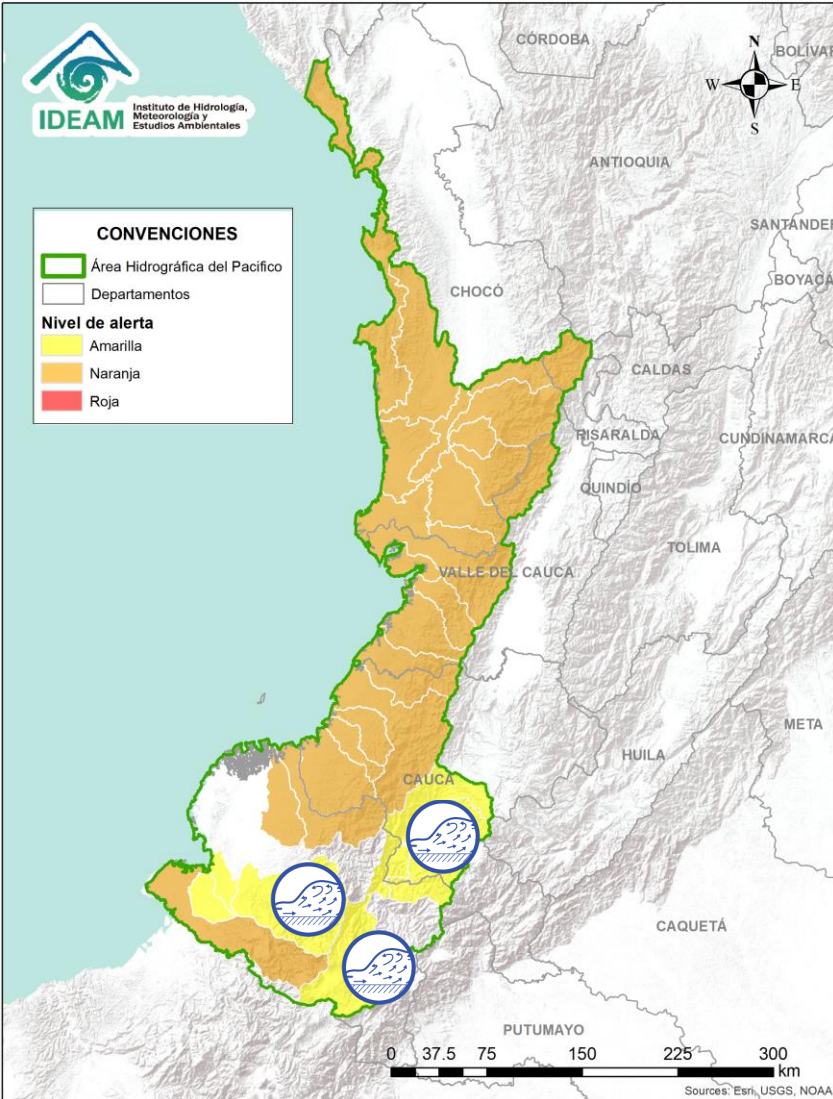 IDEAM
Instituto de Hidrología,
Meteorología y
Estudios Ambientales
CONVENCIONES
Área Hidrográfica del Pacifico
Departamentos
Nivel de alerta
Amarilla
Naranja
Roja
N
W
E
S
CÓRDOBA
BOLÍVAR
ANTIOQUIA
SANTANDER
BOYACÁ
CHOCÓ
CALDAS
RISARALDA
CUNDINAMARCA
QUINDÍO
TOLIMA
VALLE DEL CAUCA
META
HUILA
CAUCA
CAQUETÁ
PUTUMAYO
0 37.5 75 150 225 300
km
Sources: Esri, USGS, NOAA